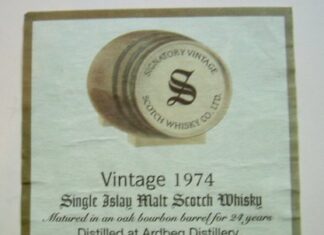 SIGNATORY VINTAGE
S
SCOTCH WHISKY CO. LTD.
Vintage 1974
Single Islay Malt Scotch Whisky
Matured in an oak bourbon barrel for 24 years
Distilled at Ardbeg Distillery